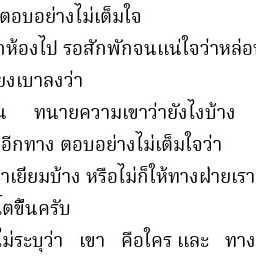 ตอบอย่างไม่เต็มใจ
ห้องไป รอสักพักจนแน่ใจว่าหล่อน
ยงเบาลงว่า
น ทนายความเขาว่ายังไงบ้าง
อีกทาง ตอบอย่างไม่เต็มใจว่า
าเยียมบ้าง หรือไม่ก็ให้ทางฝ่ายเรา
โตขึ้นครับ
ไม่ระบุว่า เขา คือใคร และ ทาง